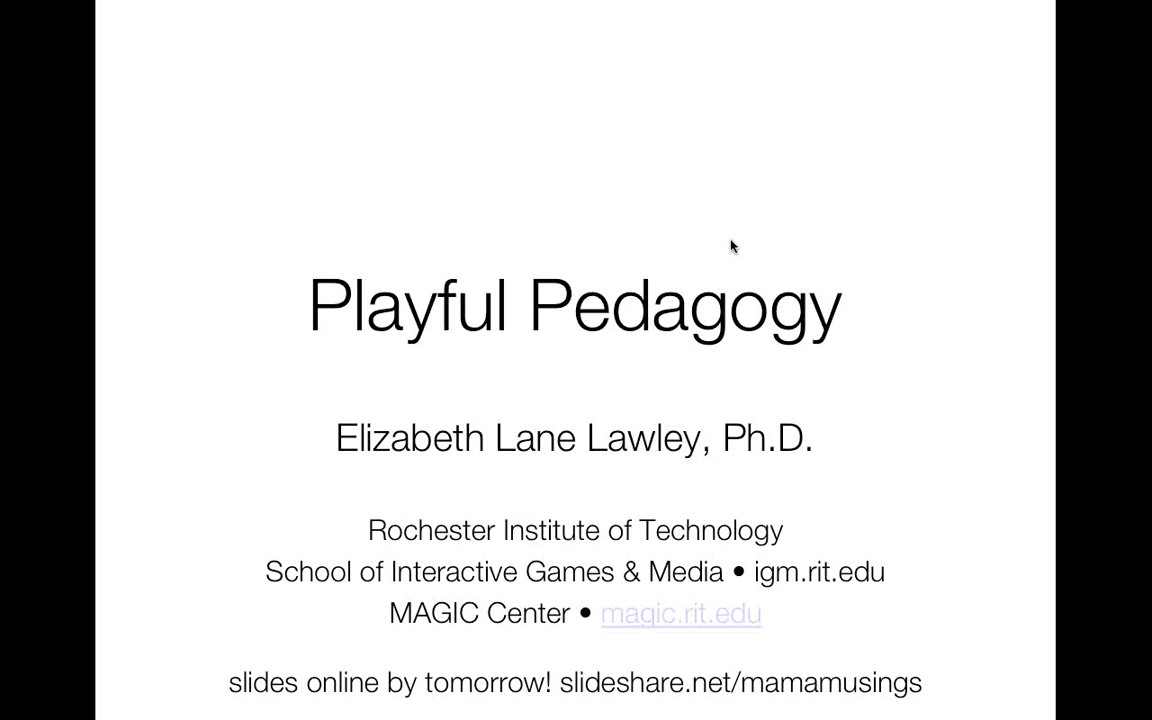 Playful Pedagogy
Elizabeth Lane Lawley, Ph.D.
Rochester Institute of Technology
School of Interactive Games & Media • igm.rit.edu
MAGIC Center • magic.rit.edu
slides online by tomorrow! slideshare.net/mamamusings